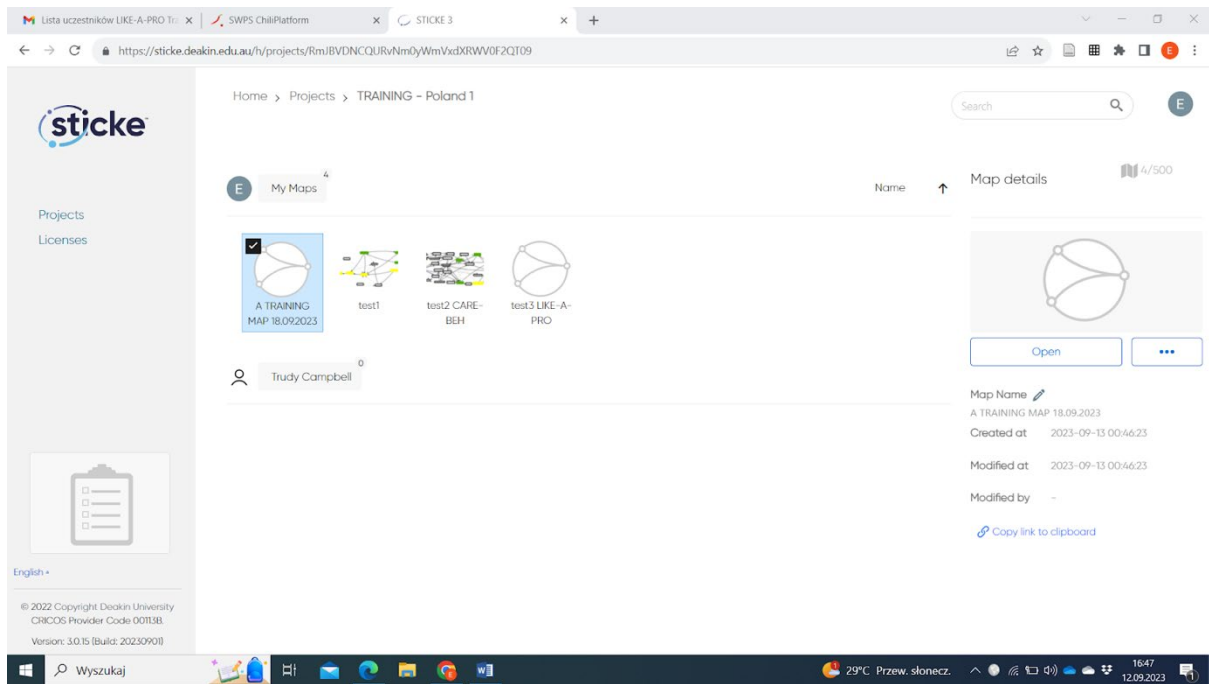 Lista uczestników LIKE-A-PRO Tr
SWPS ChiliPlatform
STICKE 3
https://sticke.deakin.edu.au/h/projects/RmJBVDNCQURvNm0yWmVxdXRWV0F2QT09
E
sticke
Home > Projects > TRAINING - Poland 1
Search
E
E
My Maps
4
Name
Map details
4/500
Projects
Licenses
A TRAINING
MAP 18.09.2023
test1
test2 CARE-
BEH
test3 LIKE-A-
PRO
Trudy Campbell
0
Open
Map Name
A TRAINING MAP 18.09.2023
Created at 2023-09-13 00:46:23
Modified at 2023-09-13 00:46:23
Modified by -
Copy link to clipboard
English
© 2022 Copyright Deakin University
CRICOS Provider Code 00113B.
Version: 3.0.15 (Build: 20230901)
Wyszukaj
29°C Przew. słonecz.
16:47
12.09.2023
1